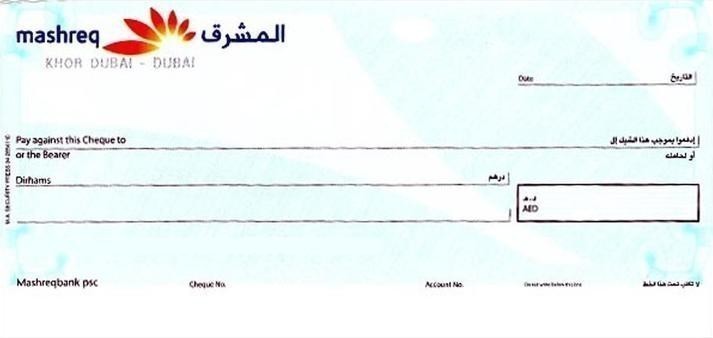 mashreq المشرق
KHOR DUBAI - DUBAI
Date التاريخ
Pay against this Cheque to إدفعوا بموجب هذا الشيك إلى
or the Bearer أو لحامله
Dirhams درهم
د.هـ
AED
Mashreqbank psc Cheque No. Account No. Do not write below this line لا تكتب تحت هذا الخط